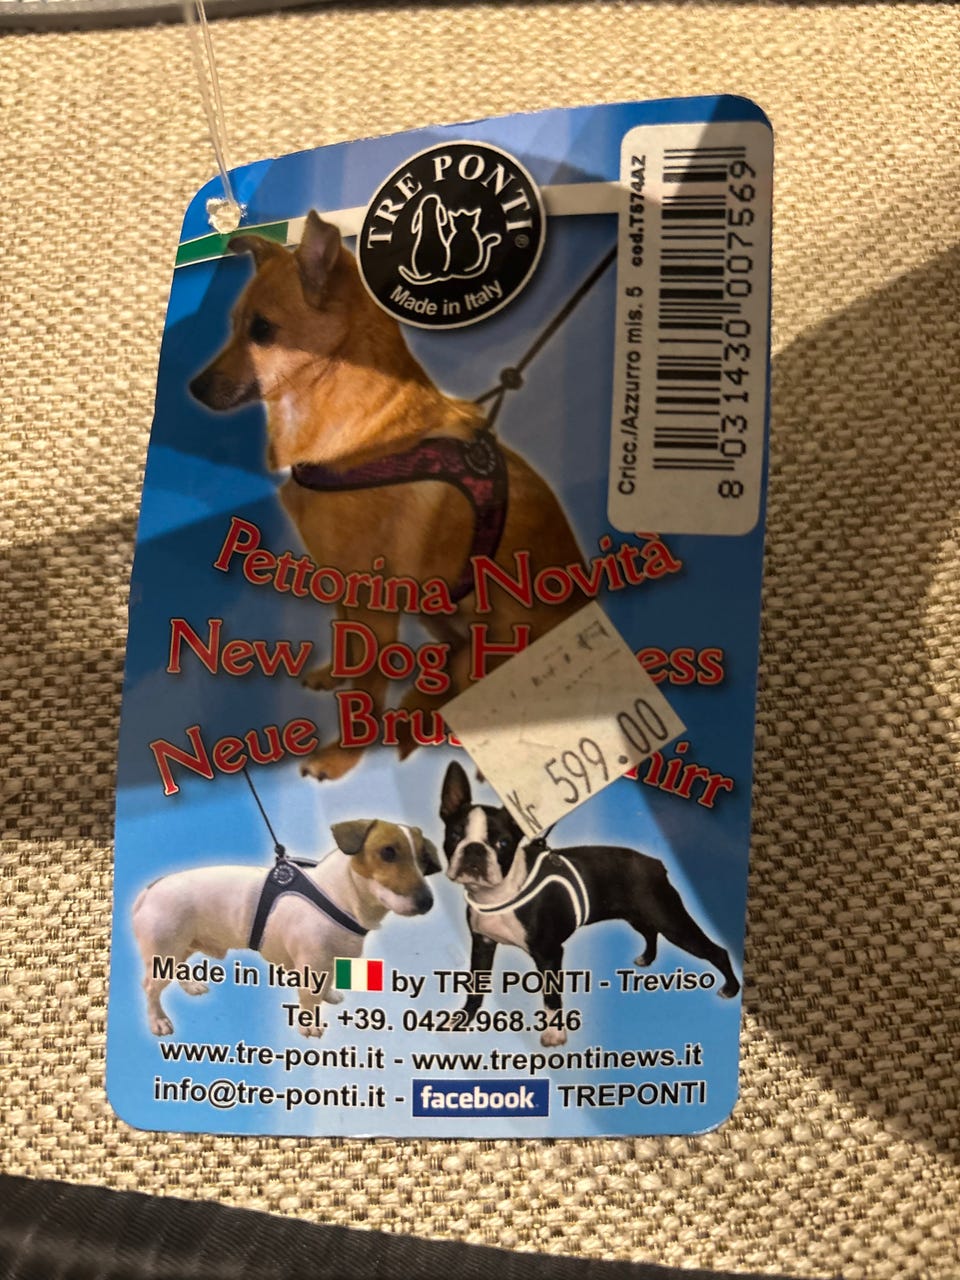 TRE PONTI
®
Made in Italy
Cricc./Azzurro mis. 5 cod.T574AZ
8 031430 007569
Pettorina Novità
New Dog H ess
Neue Bru hirr
Kr 599.00
Made in Italy by TRE PONTI - Treviso
Tel. +39. 0422.968.346
www.tre-ponti.it - www.trepontinews.it
info@tre-ponti.it - facebook TREPONTI